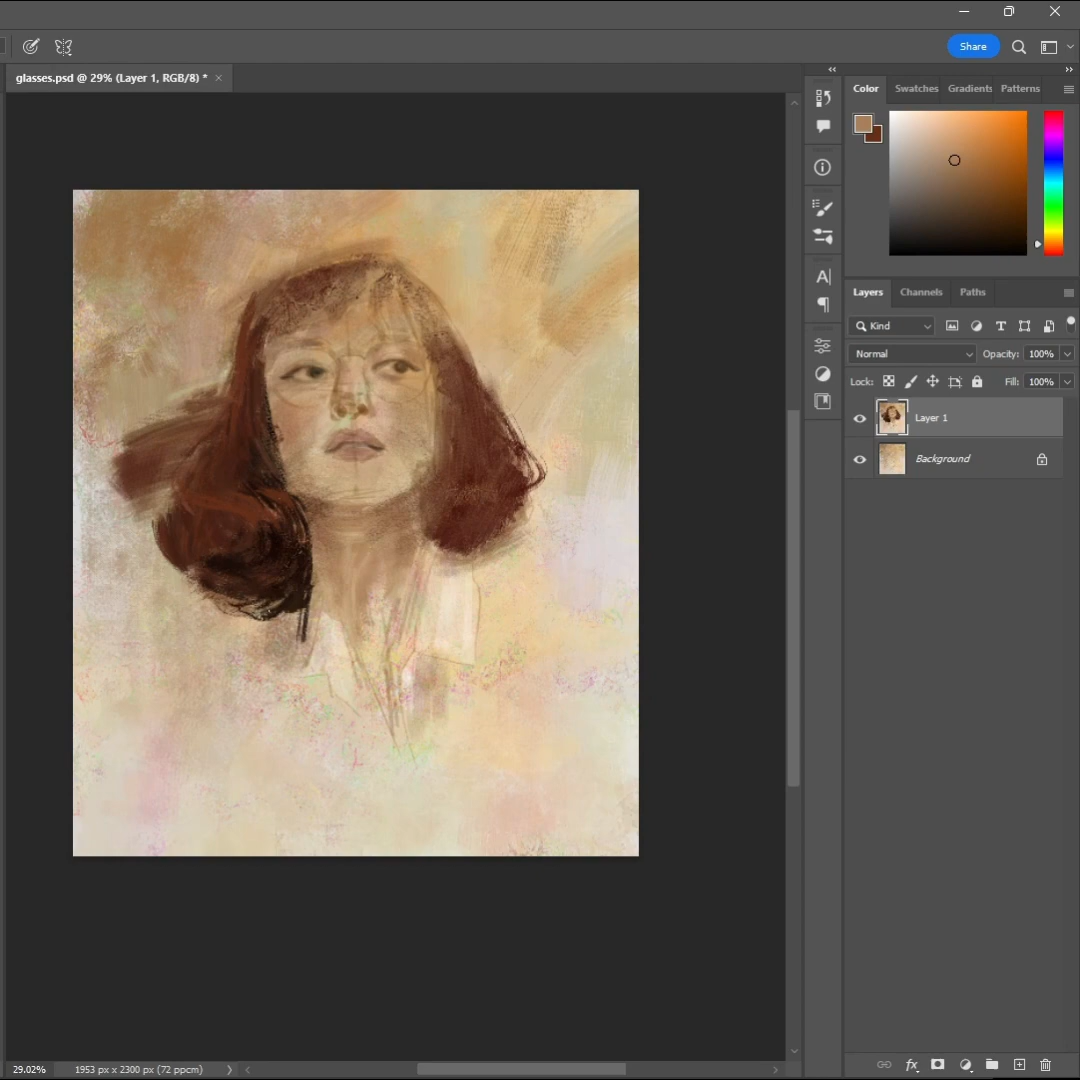 Share
glasses.psd @ 29% (Layer 1, RGB/8) *
Color Swatches Gradients Patterns
Layers Channels Paths
Kind
Normal Opacity: 100%
Lock: Fill: 100%
Layer 1
Background
29.02% 1953 px x 2300 px (72 ppcm)